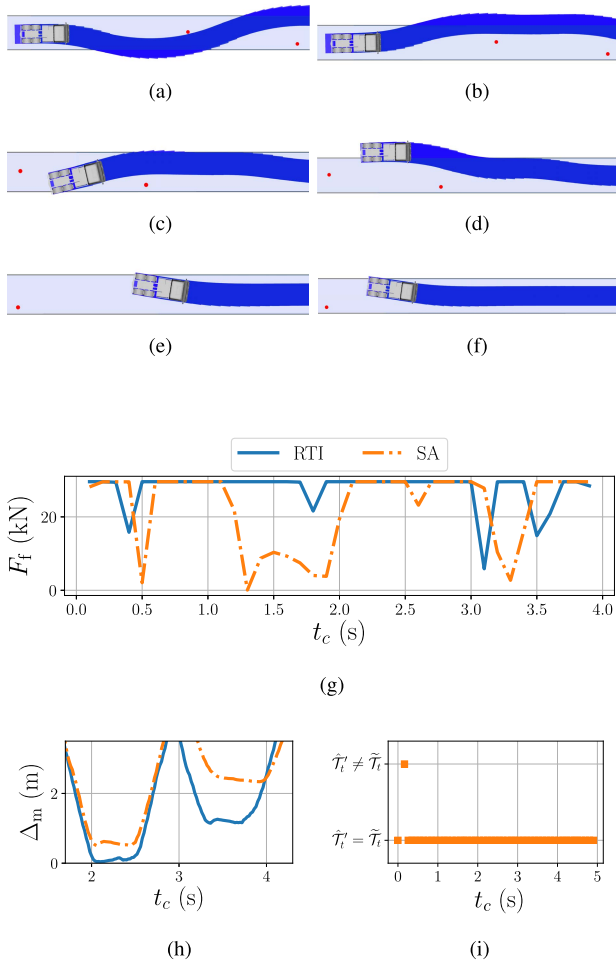 (a) (b)
(c) (d)
(e) (f)
RTI SA
F_f (kN)
20
0
0.0 0.5 1.0 1.5 2.0 2.5 3.0 3.5 4.0
t_c (s)
(g)
Δ_m (m)
2
0
2 3 4
t_c (s)
(h)
𝒯̂′_t ≠ 𝒯̃_t
𝒯̂′_t = 𝒯̃_t
0 1 2 3 4 5
t_c (s)
(i)